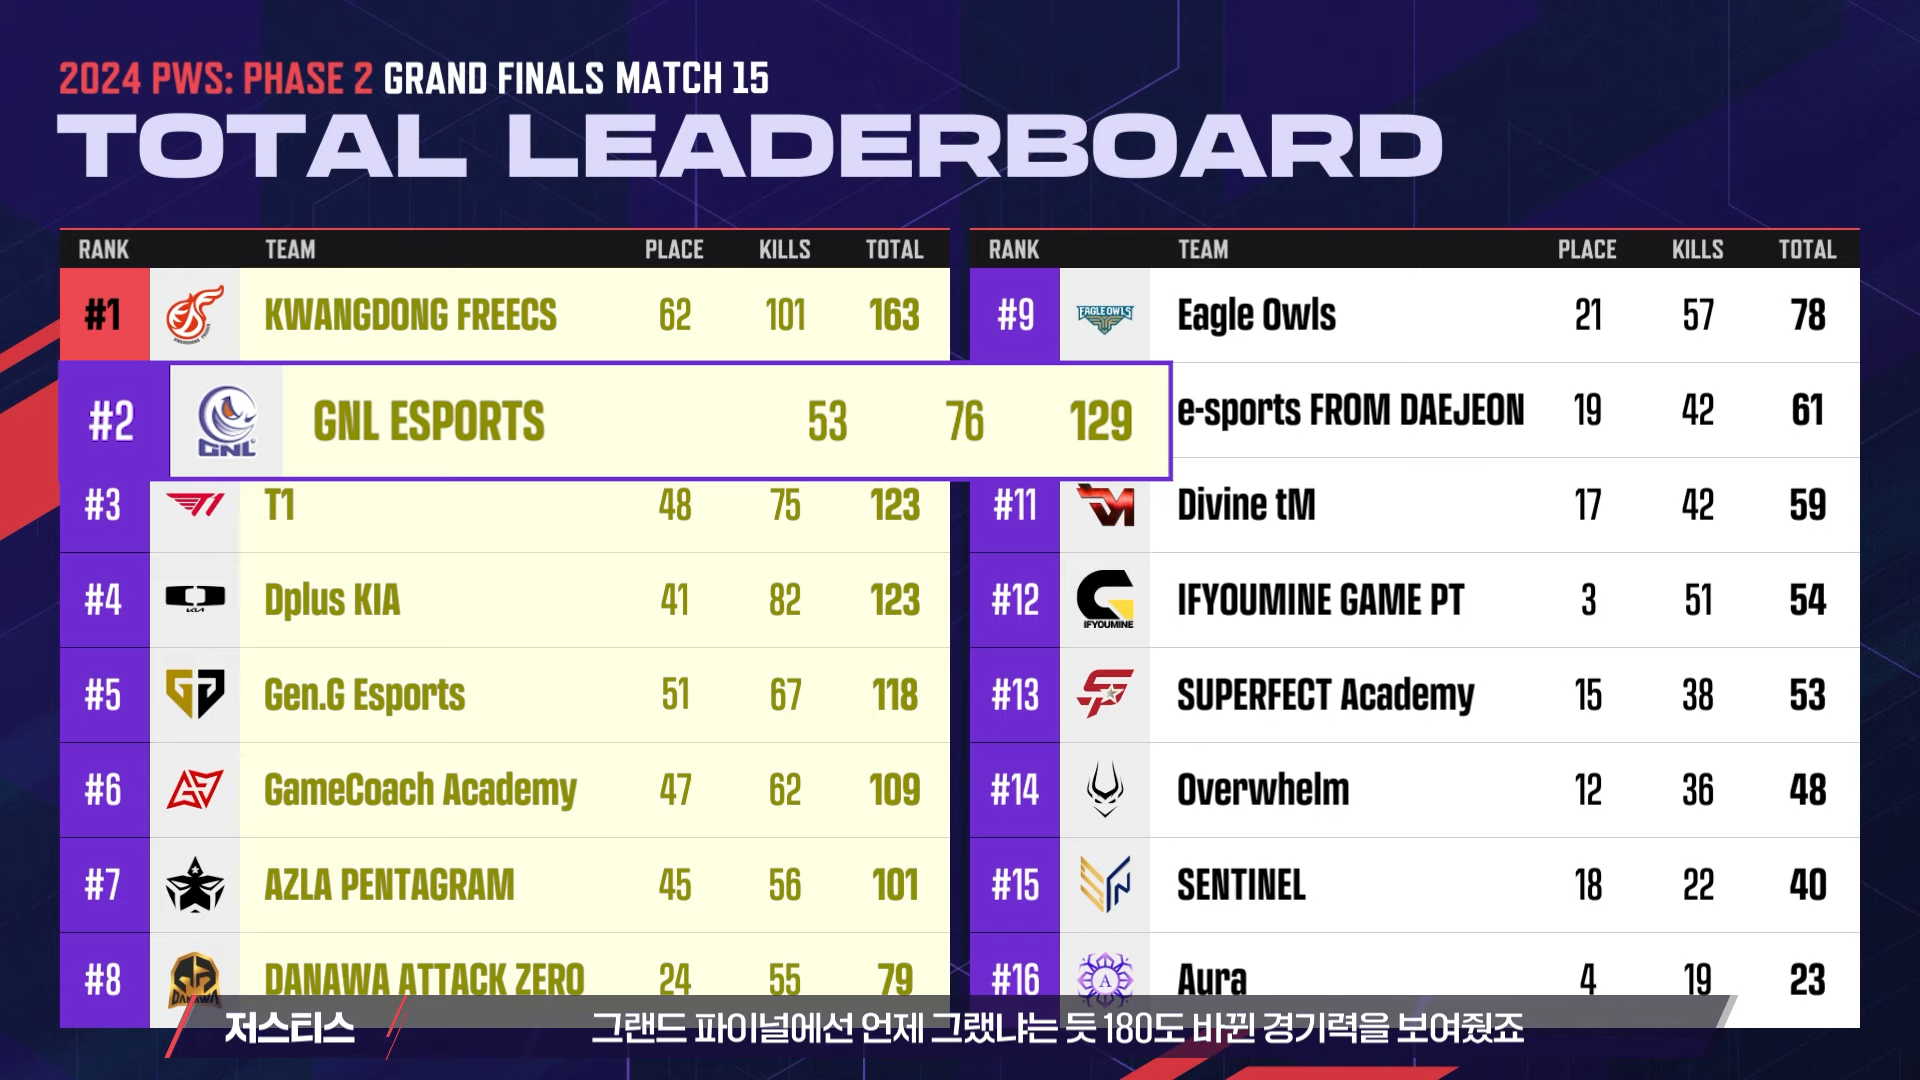 2024 PWS: PHASE 2 GRAND FINALS MATCH 15
TOTAL LEADERBOARD
RANK TEAM PLACE KILLS TOTAL
#1 KWANGDONG FREECS 62 101 163
#2 GNL GNL ESPORTS 53 76 129
#3 T1 T1 48 75 123
#4 KIA Dplus KIA 41 82 123
#5 Gen.G Esports 51 67 118
#6 GameCoach Academy 47 62 109
#7 AZLA PENTAGRAM 45 56 101
#8 DANAWA DANAWA ATTACK ZERO 24 55 79
RANK TEAM PLACE KILLS TOTAL
#9 EAGLE OWLS Eagle Owls 21 57 78
e-sports FROM DAEJEON 19 42 61
#11 Divine tM 17 42 59
#12 IFYOUMINE IFYOUMINE GAME PT 3 51 54
#13 SUPERFECT Academy 15 38 53
#14 Overwhelm 12 36 48
#15 SENTINEL 18 22 40
#16 A Aura 4 19 23
저스티스 그랜드 파이널에선 언제 그랬냐는 듯 180도 바뀐 경기력을 보여줬죠